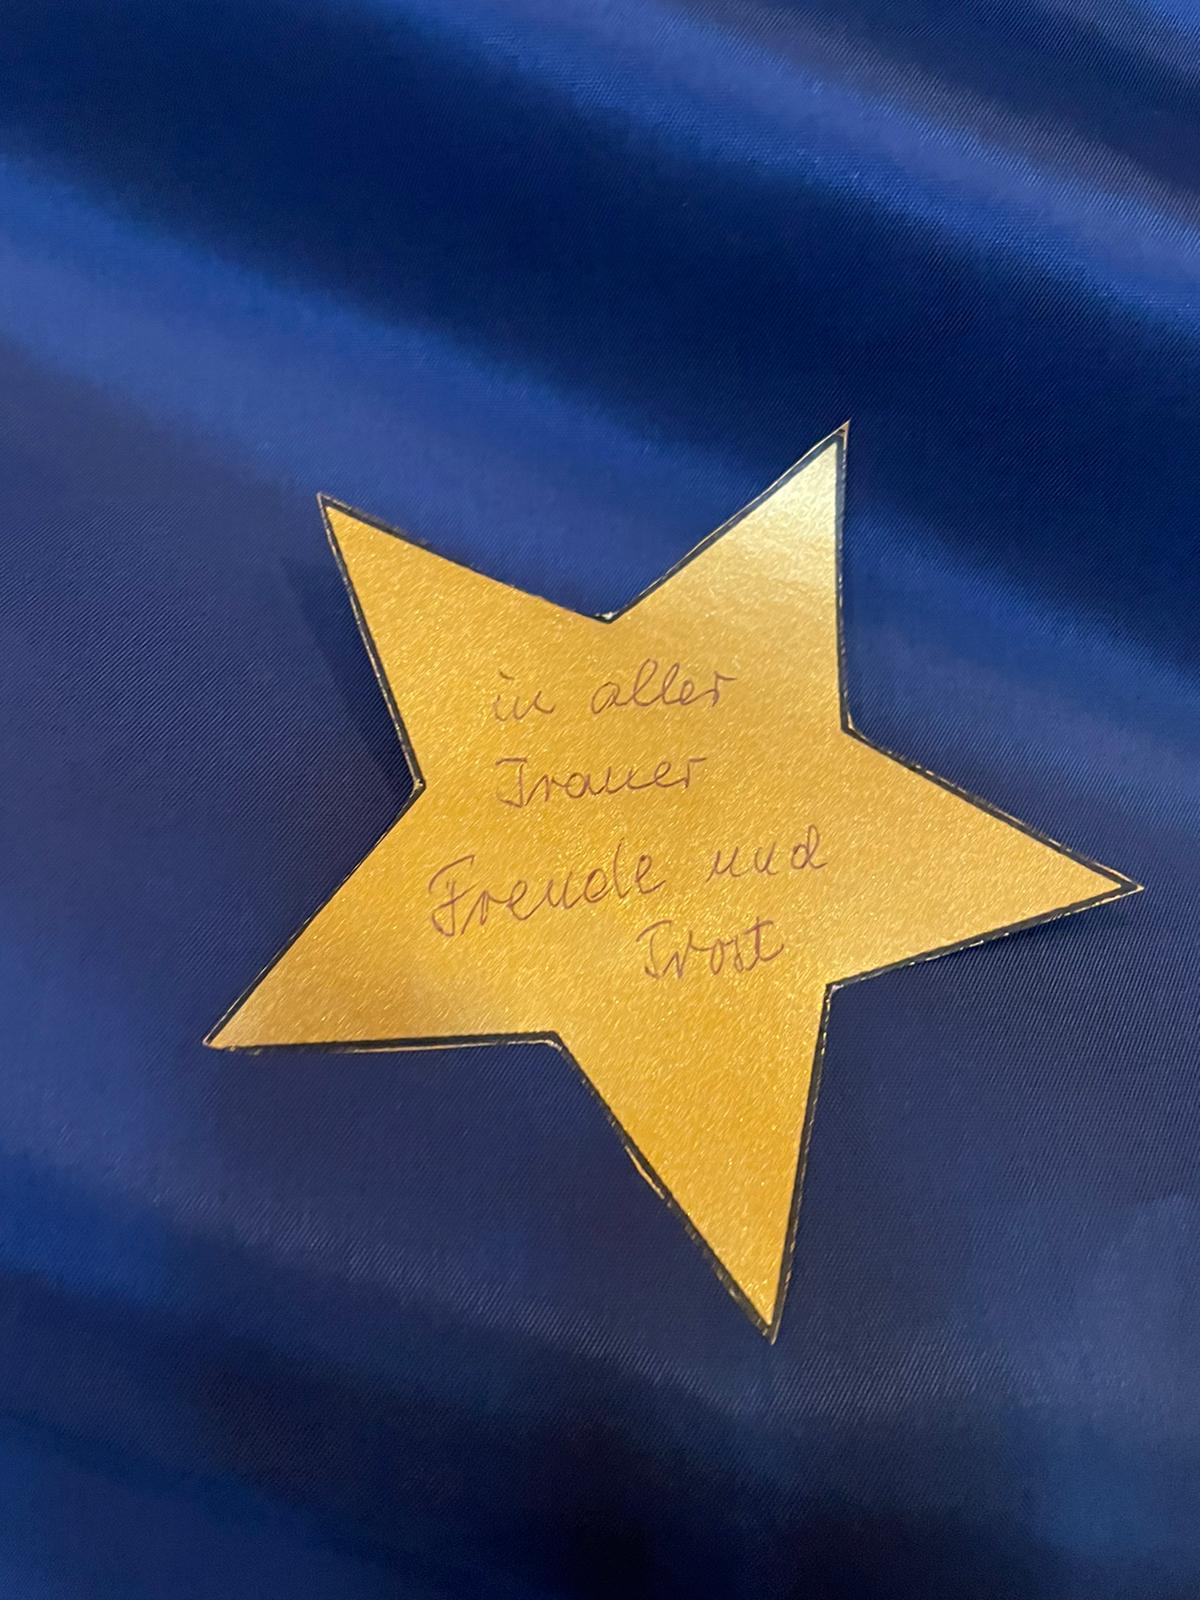 in aller
Trauer
Freude und
Trost